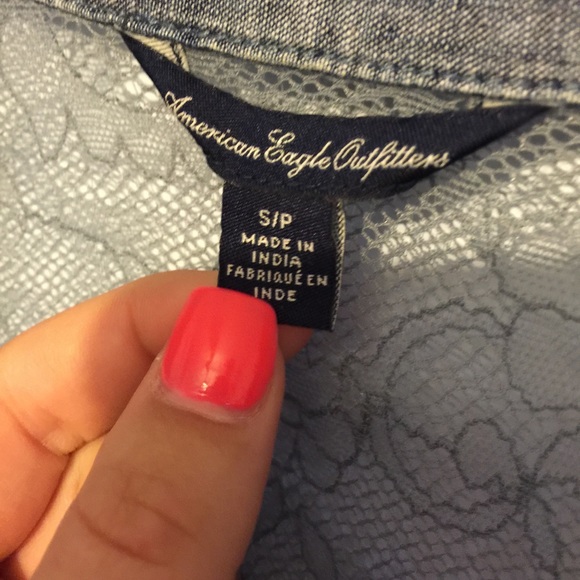 American Eagle Outfitters
S/P
MADE IN
INDIA
FABRIQUÉ EN
INDE